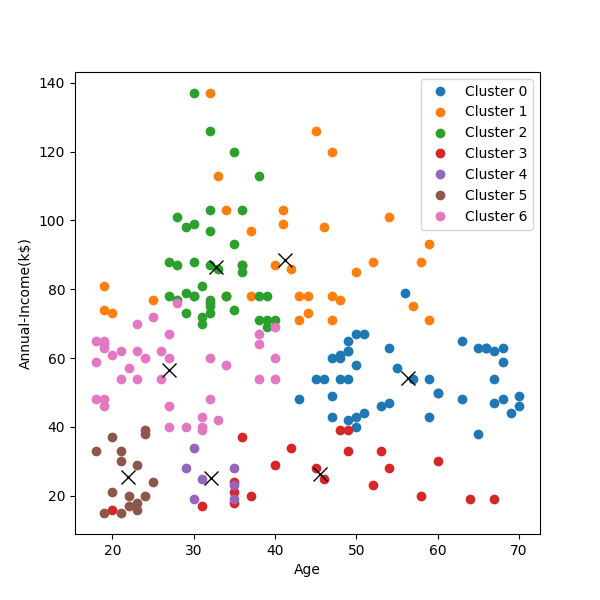 140
120
100
80
60
40
20
Annual-Income(k$)
20 30 40 50 60 70
Age
Cluster 0
Cluster 1
Cluster 2
Cluster 3
Cluster 4
Cluster 5
Cluster 6